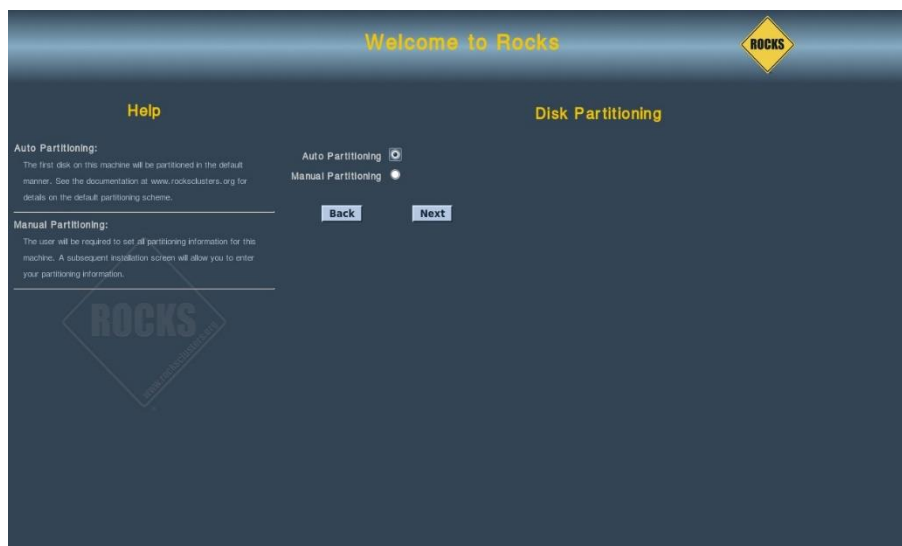 Welcome to Rocks
ROCKS
Help
Auto Partitioning:
The first disk on this machine will be partitioned in the default
manner. See the documentation at www.rocksclusters.org for
details on the default partitioning scheme.
Manual Partitioning:
The user will be required to set all partitioning information for this
machine. A subsequent installation screen will allow you to enter
your partitioning information.
ROCKS
www.rocksclusters.org
Disk Partitioning
Auto Partitioning
Manual Partitioning
Back Next